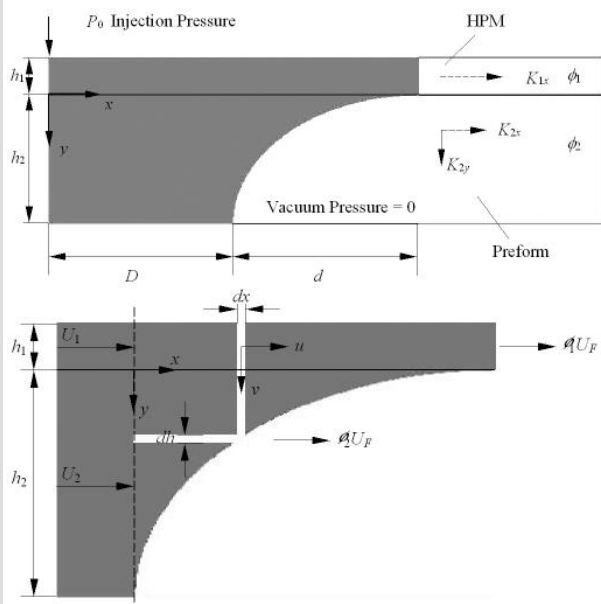 P0 Injection Pressure
HPM
h1
K1x
ϕ1
x
y
h2
K2x
K2y
ϕ2
Vacuum Pressure = 0
Preform
D
d
dx
h1
U1
u
ϕ1UF
x
v
y
dh
ϕ2UF
h2
U2